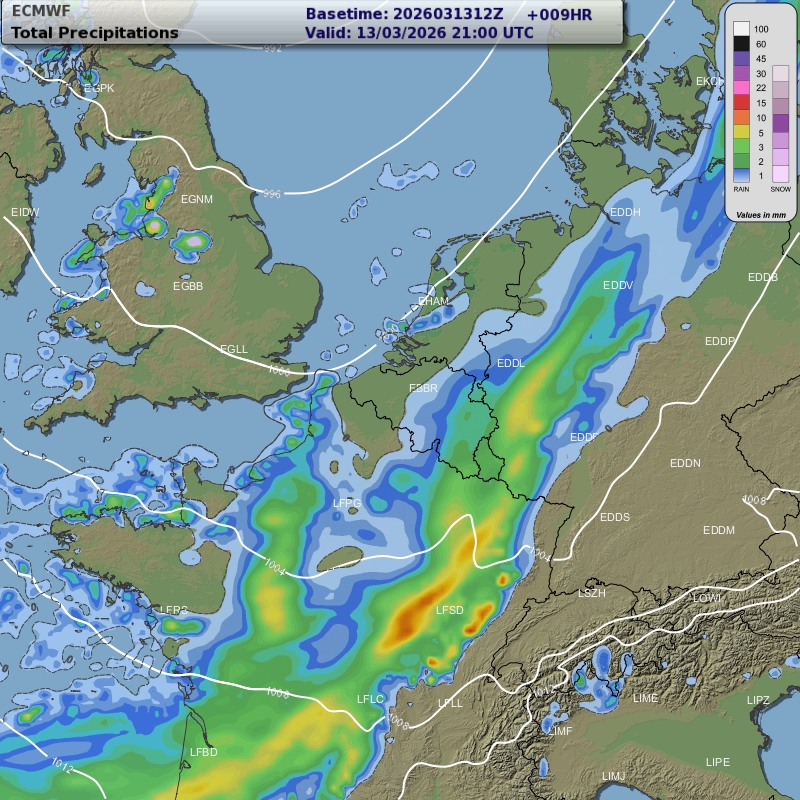 ECMWF
Basetime: 2026031312Z +009HR
Total Precipitations
Valid: 13/03/2026 21:00 UTC
992
100
60
45
30
22
15
10
5
3
2
1
RAIN
SNOW
Values in mm
EGPK
EKCH
996
EGNM
EIDW
EDDH
EGBB
EDDV
EDDB
EHAM
EGLL
EDDP
1000
EDDL
EBBR
EDDF
EDDN
LFPG
1008
EDDS
EDDM
1004
1004
LFRS
LFSD
LSZH
LOWI
1008
1012
LFLC
LFLL
LIME
LIPZ
1008
LIMF
LFBD
1012
LIPE
LIMJ